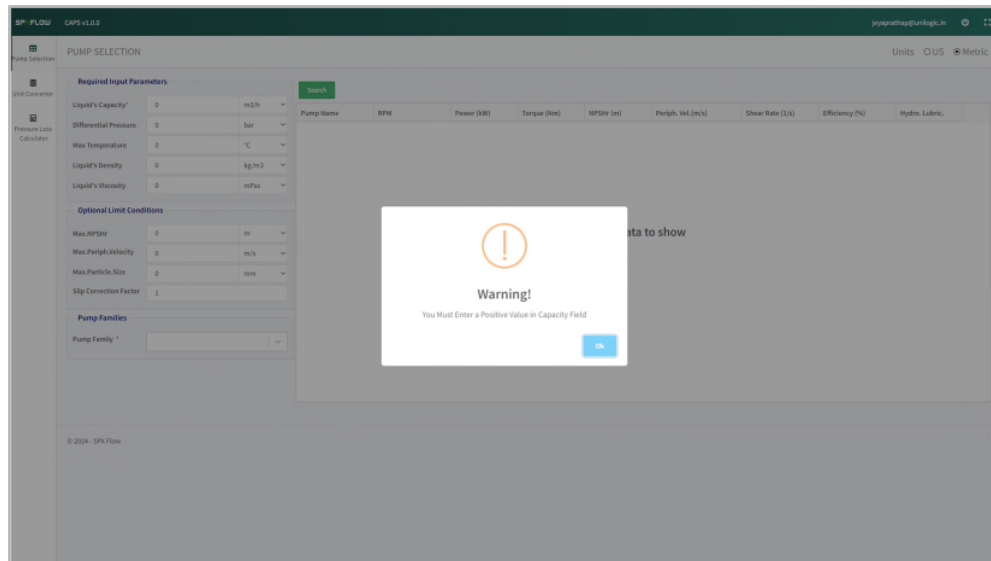 SPX FLOW CAPS v1.0.0 jeyaprathap@unilogic.in
Pump Selection
Unit Convertor
Pressure Loss
Calculator
PUMP SELECTION
Units US Metric
Required Input Parameters
Liquid's Capacity* 0 m3/h
Differential Pressure 0 bar
Max Temperature 0 °C
Liquid's Density 0 kg/m3
Liquid's Viscosity 0 mPas
Optional Limit Conditions
Max.NPSHr 0 m
Max.Periph.Velocity 0 m/s
Max.Particle.Size 0 mm
Slip Correction Factor 1
Pump Families
Pump Family *
Search
Pump Name RPM Power (kW) Torque (Nm) NPSHr (m) Periph. Vel.(m/s) Shear Rate (1/s) Efficiency (%) Hydro. Lubric.
ata to show
Warning!
You Must Enter a Positive Value in Capacity Field
Ok
© 2024 - SPX Flow